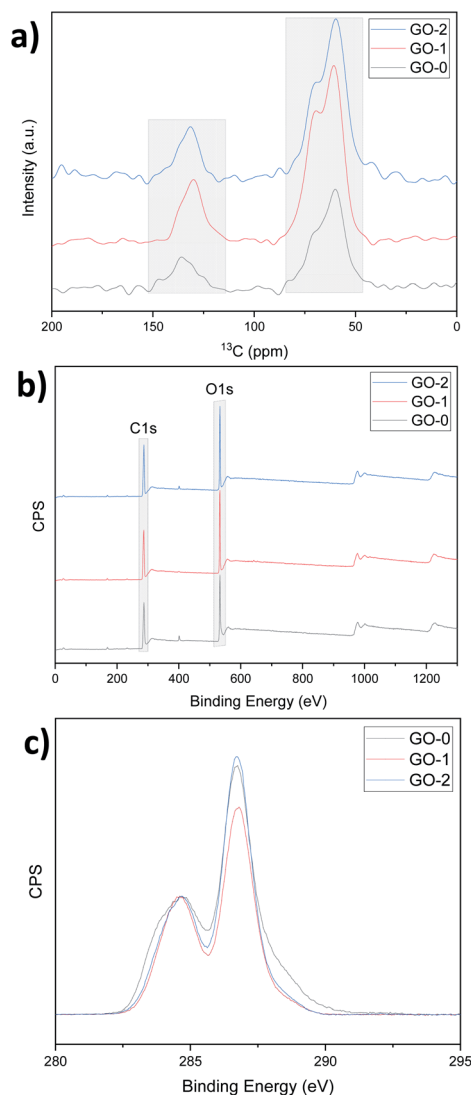 a)
GO-2
GO-1
GO-0
Intensity (a.u.)
200 150 100 50 0
¹³C (ppm)
b)
GO-2
GO-1
GO-0
O1s
C1s
CPS
0 200 400 600 800 1000 1200
Binding Energy (eV)
c)
GO-0
GO-1
GO-2
CPS
280 285 290 295
Binding Energy (eV)